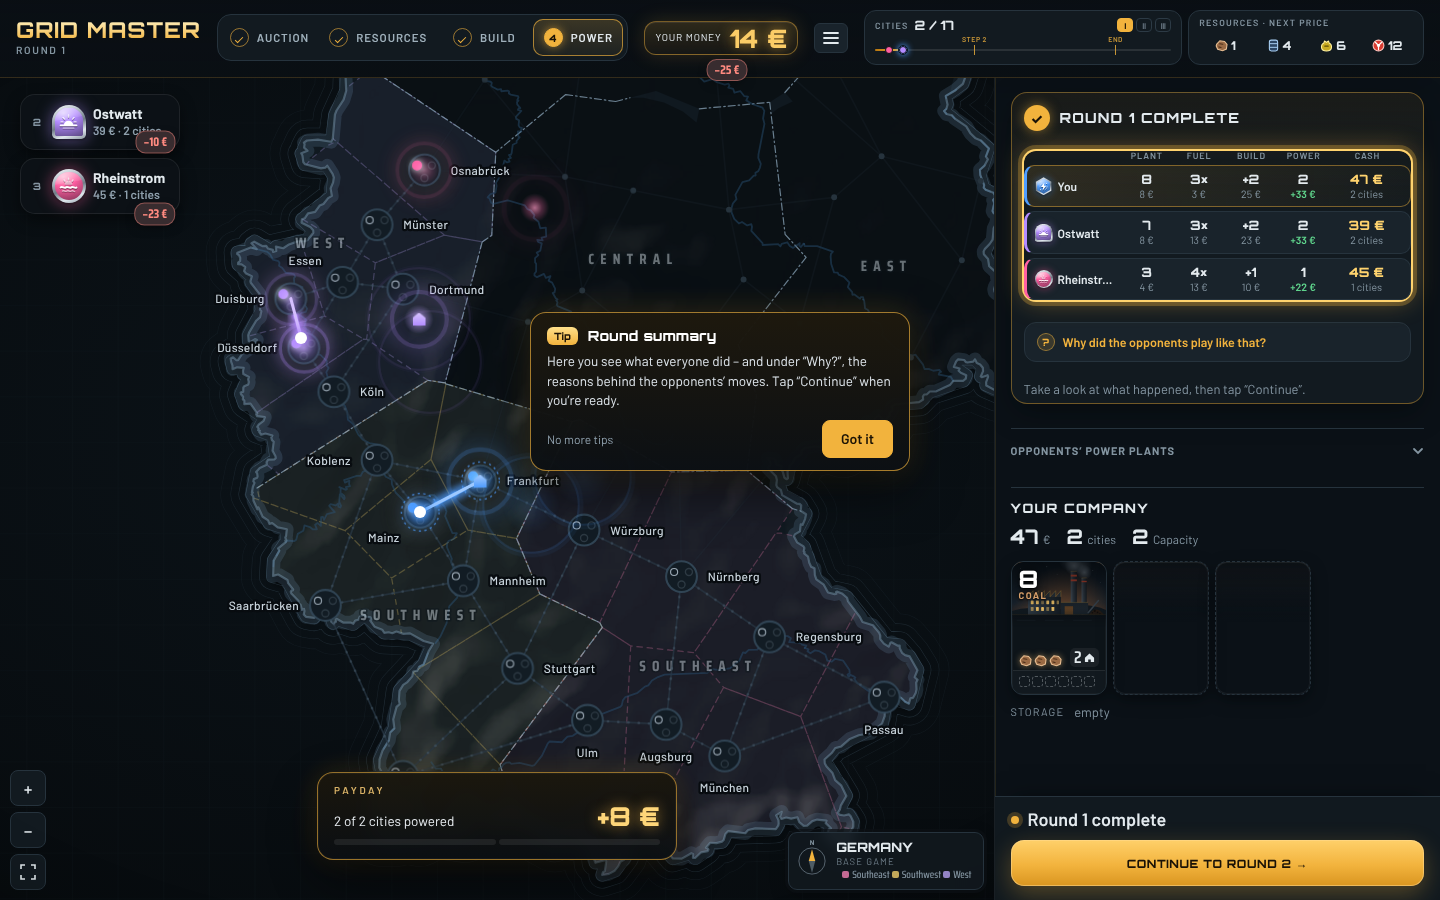 GRID MASTER
ROUND 1
AUCTION
RESOURCES
BUILD
4 POWER
YOUR MONEY 14 €
−25 €
CITIES 2 / 17
I II III
STEP 2
END
RESOURCES · NEXT PRICE
1 4 6 12
2 Ostwatt
39 € · 2 cities
−10 €
3 Rheinstrom
45 € · 1 cities
−23 €
Osnabrück
Münster
WEST
Essen
CENTRAL
EAST
Duisburg
Dortmund
Düsseldorf
Köln
Koblenz
Frankfurt
Mainz
Würzburg
Mannheim
Nürnberg
Saarbrücken
SOUTHWEST
Regensburg
Stuttgart
SOUTHEAST
Passau
Ulm
Augsburg
München
Tip Round summary
Here you see what everyone did – and under “Why?”, the
reasons behind the opponents’ moves. Tap “Continue” when
you’re ready.
No more tips
Got it
PAYDAY
2 of 2 cities powered
+8 €
+
−
N
GERMANY
BASE GAME
Southeast Southwest West
ROUND 1 COMPLETE
PLANT FUEL BUILD POWER CASH
You 8 3x +2 2 47 €
8 € 3 € 25 € +33 € 2 cities
Ostwatt 7 3x +2 2 39 €
8 € 13 € 23 € +33 € 2 cities
Rheinstr... 3 4x +1 1 45 €
4 € 13 € 10 € +22 € 1 cities
? Why did the opponents play like that?
Take a look at what happened, then tap “Continue”.
OPPONENTS’ POWER PLANTS
YOUR COMPANY
47 € 2 cities 2 Capacity
8
COAL
2
STORAGE empty
Round 1 complete
CONTINUE TO ROUND 2 →